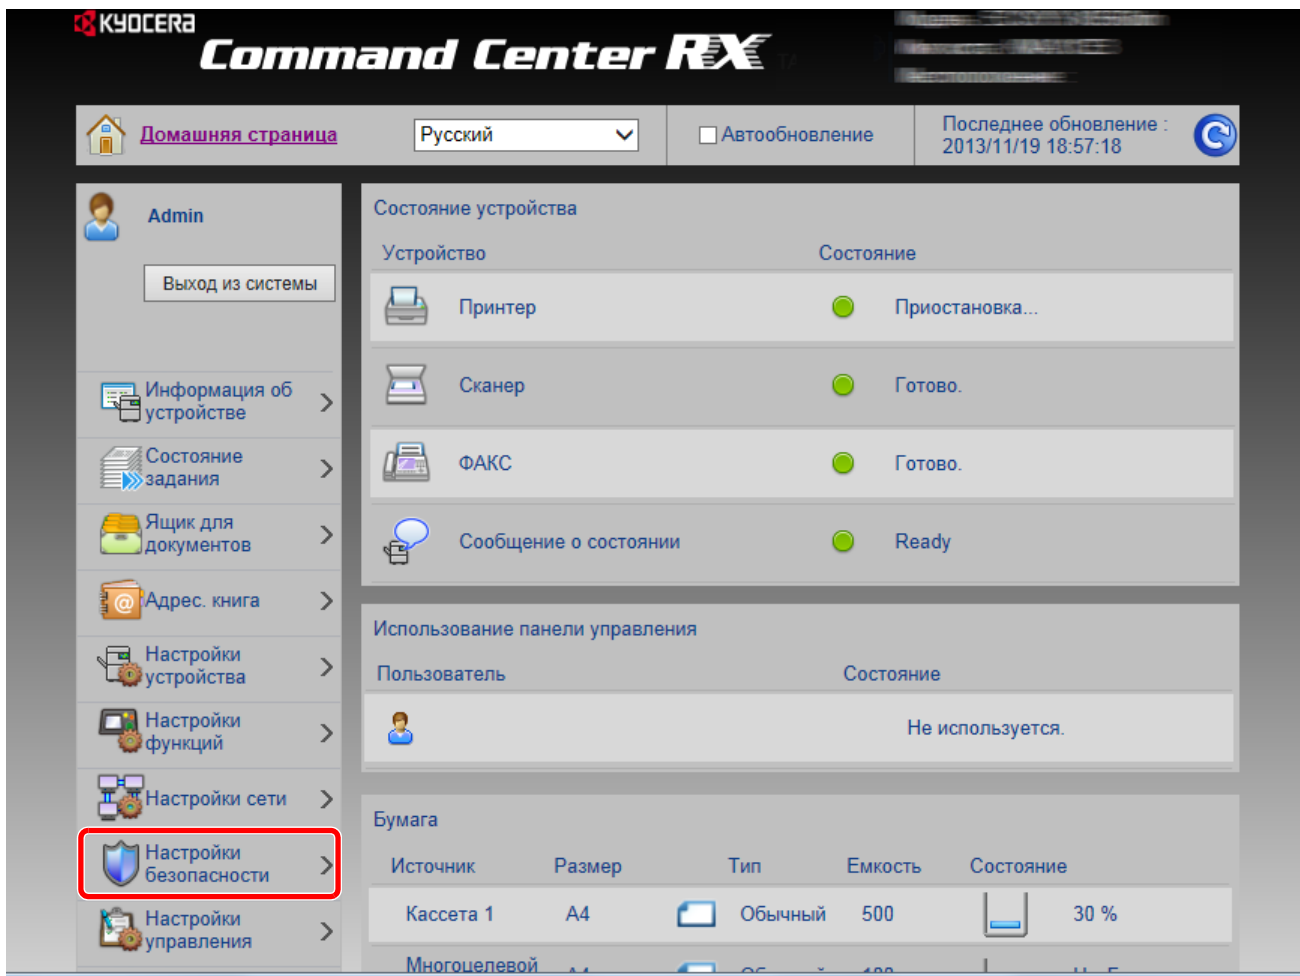 KYOCERA
Command Center RX
Домашняя страница
Русский
Автообновление
Последнее обновление :
2013/11/19 18:57:18
Admin
Выход из системы
Информация об
устройстве
Состояние
задания
Ящик для
документов
Адрес. книга
Настройки
устройства
Настройки
функций
Настройки сети
Настройки
безопасности
Настройки
управления
Состояние устройства
Устройство Состояние
Принтер Приостановка...
Сканер Готово.
ФАКС Готово.
Сообщение о состоянии Ready
Использование панели управления
Пользователь Состояние
Не используется.
Бумага
Источник Размер Тип Емкость Состояние
Кассета 1 A4 Обычный 500 30 %
Многоцелевой